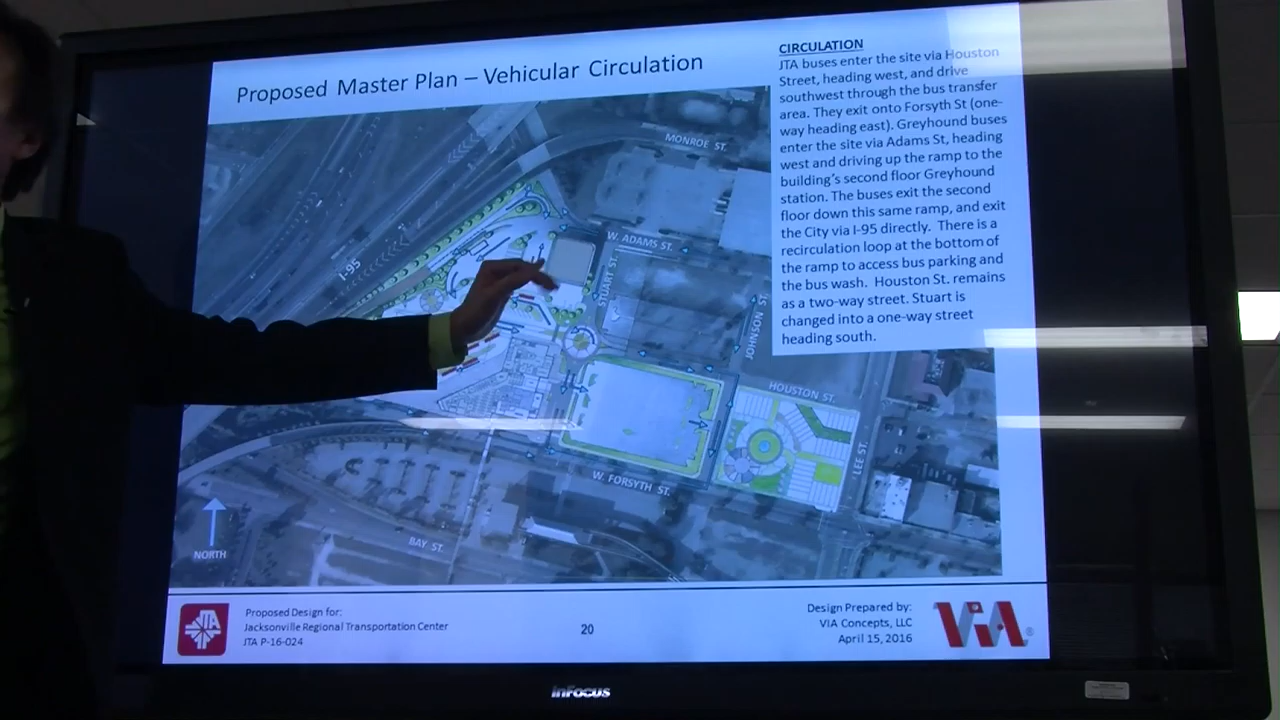 Proposed Master Plan – Vehicular Circulation
CIRCULATION
JTA buses enter the site via Houston
Street, heading west, and drive
southwest through the bus transfer
area. They exit onto Forsyth St (one-
way heading east). Greyhound buses
enter the site via Adams St, heading
west and driving up the ramp to the
building's second floor Greyhound
station. The buses exit the second
floor down this same ramp, and exit
the City via I-95 directly. There is a
recirculation loop at the bottom of
the ramp to access bus parking and
the bus wash. Houston St. remains
as a two-way street. Stuart is
changed into a one-way street
heading south.
MONROE ST.
W. ADAMS ST.
I-95
STUART ST.
JOHNSON ST.
HOUSTON ST.
LEE ST.
W. FORSYTH ST.
BAY ST.
NORTH
JTA
Proposed Design for:
Jacksonville Regional Transportation Center
JTA P-16-024
20
Design Prepared by:
VIA Concepts, LLC
April 15, 2016
VIA
InFocus